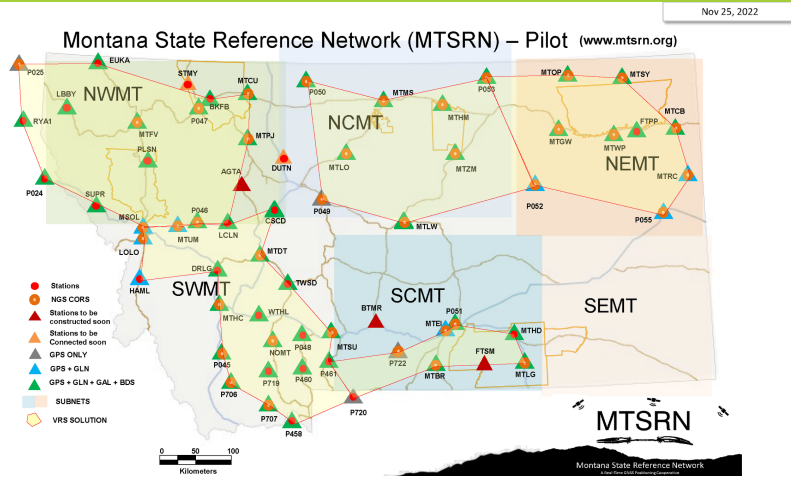 Nov 25, 2022
Montana State Reference Network (MTSRN) – Pilot (www.mtsrn.org)
P025
EUKA
STMY
MTCU
BKFB
LBBY
NWMT
P047
RYA1
MTFV
MTPJ
PLSN
AGTA
DUTN
P024
SUPR
MSOL
P046
CSCD
MTUM
LCLN
LOLO
P050
MTMS
P053
NCMT
MTHM
MTLO
MTZM
P049
MTLW
P052
MTOP
MTSY
MTCB
FTPP
MTGW
MTWP
NEMT
MTRC
P055
MTDT
DRLG
HAML
SWMT
TWSD
MTHC
WTHL
P048
MTSU
NOMT
P045
P719
P460
P461
P706
P707
P458
P720
SCMT
BTMR
P051
MTEL
MTHD
P722
FTSM
MTBR
MTLG
SEMT
Stations
NGS CORS
Stations to be
constructed soon
Stations to be
Connected soon
GPS ONLY
GPS + GLN
GPS + GLN + GAL + BDS
SUBNETS
VRS SOLUTION
0 50 100
Kilometers
MTSRN
Montana State Reference Network
A Real-Time GNSS Positioning Cooperative